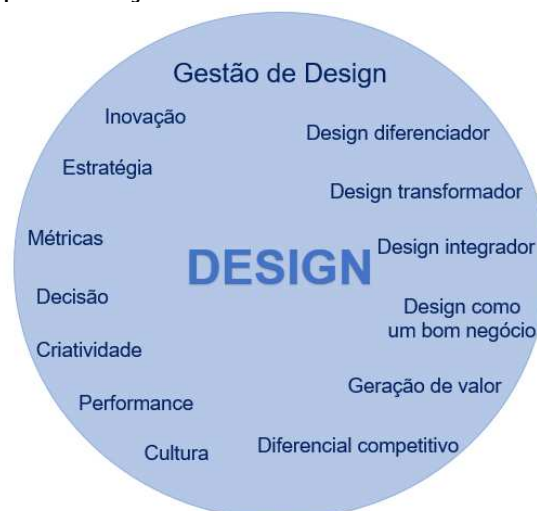 Gestão de Design
Inovação
Design diferenciador
Estratégia
Design transformador
Métricas
Design integrador
DESIGN
Decisão
Design como
um bom negócio
Criatividade
Geração de valor
Performance
Diferencial competitivo
Cultura